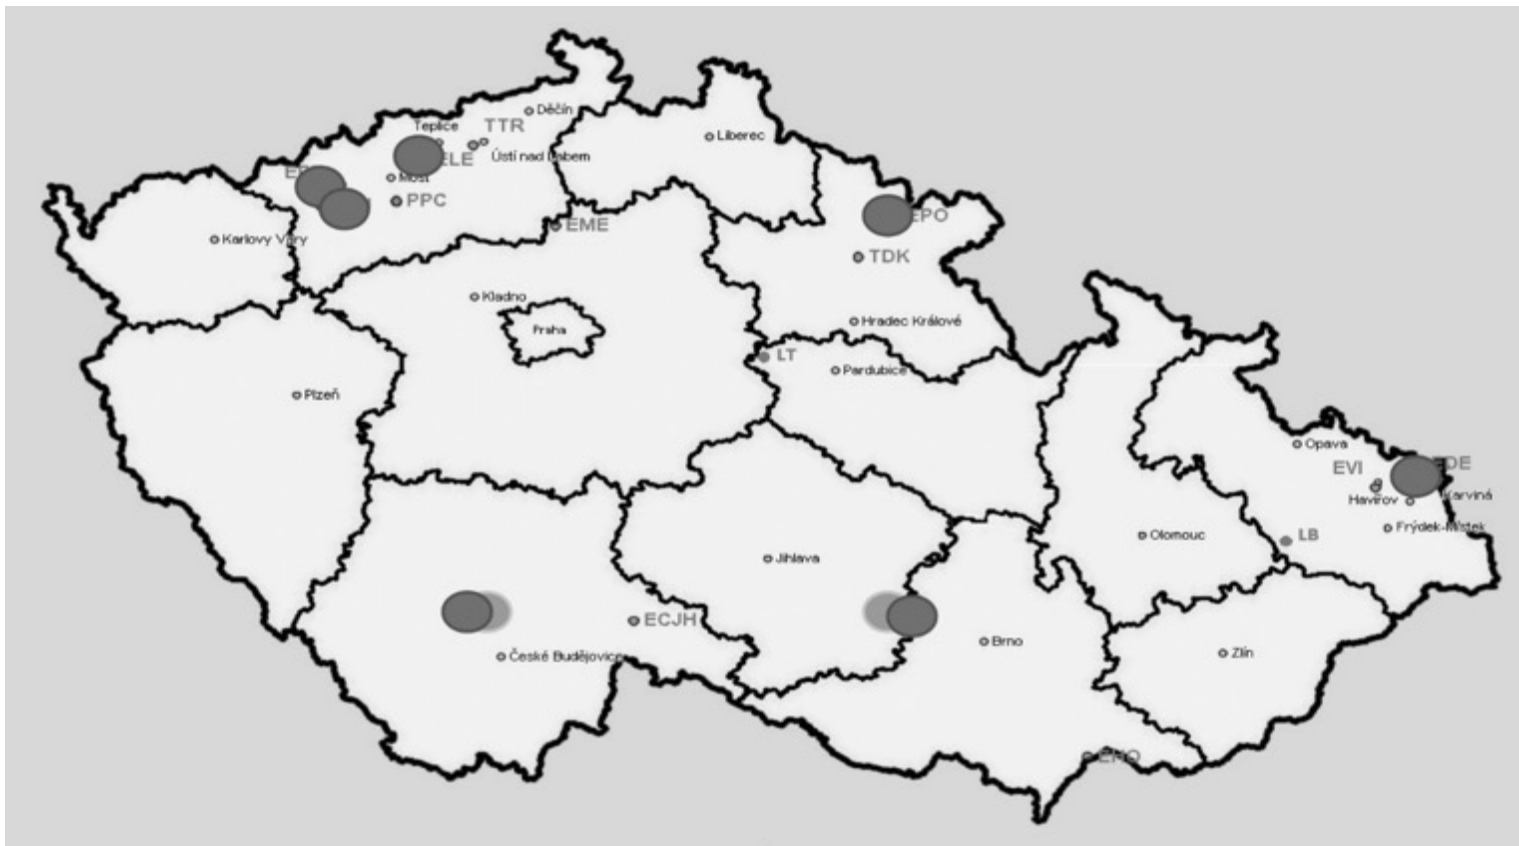 Děčín
Teplice
TTR
Liberec
ELE
Ústí nad Labem
Most
PPC
EPO
EME
Karlovy Vary
TDK
Kladno
Hradec Králové
Praha
LT
Pardubice
Plzeň
Opava
EVI
Havířov
Karviná
Frýdek-Místek
LB
Olomouc
Jihlava
ECJH
Brno
České Budějovice
Zlín
EHO